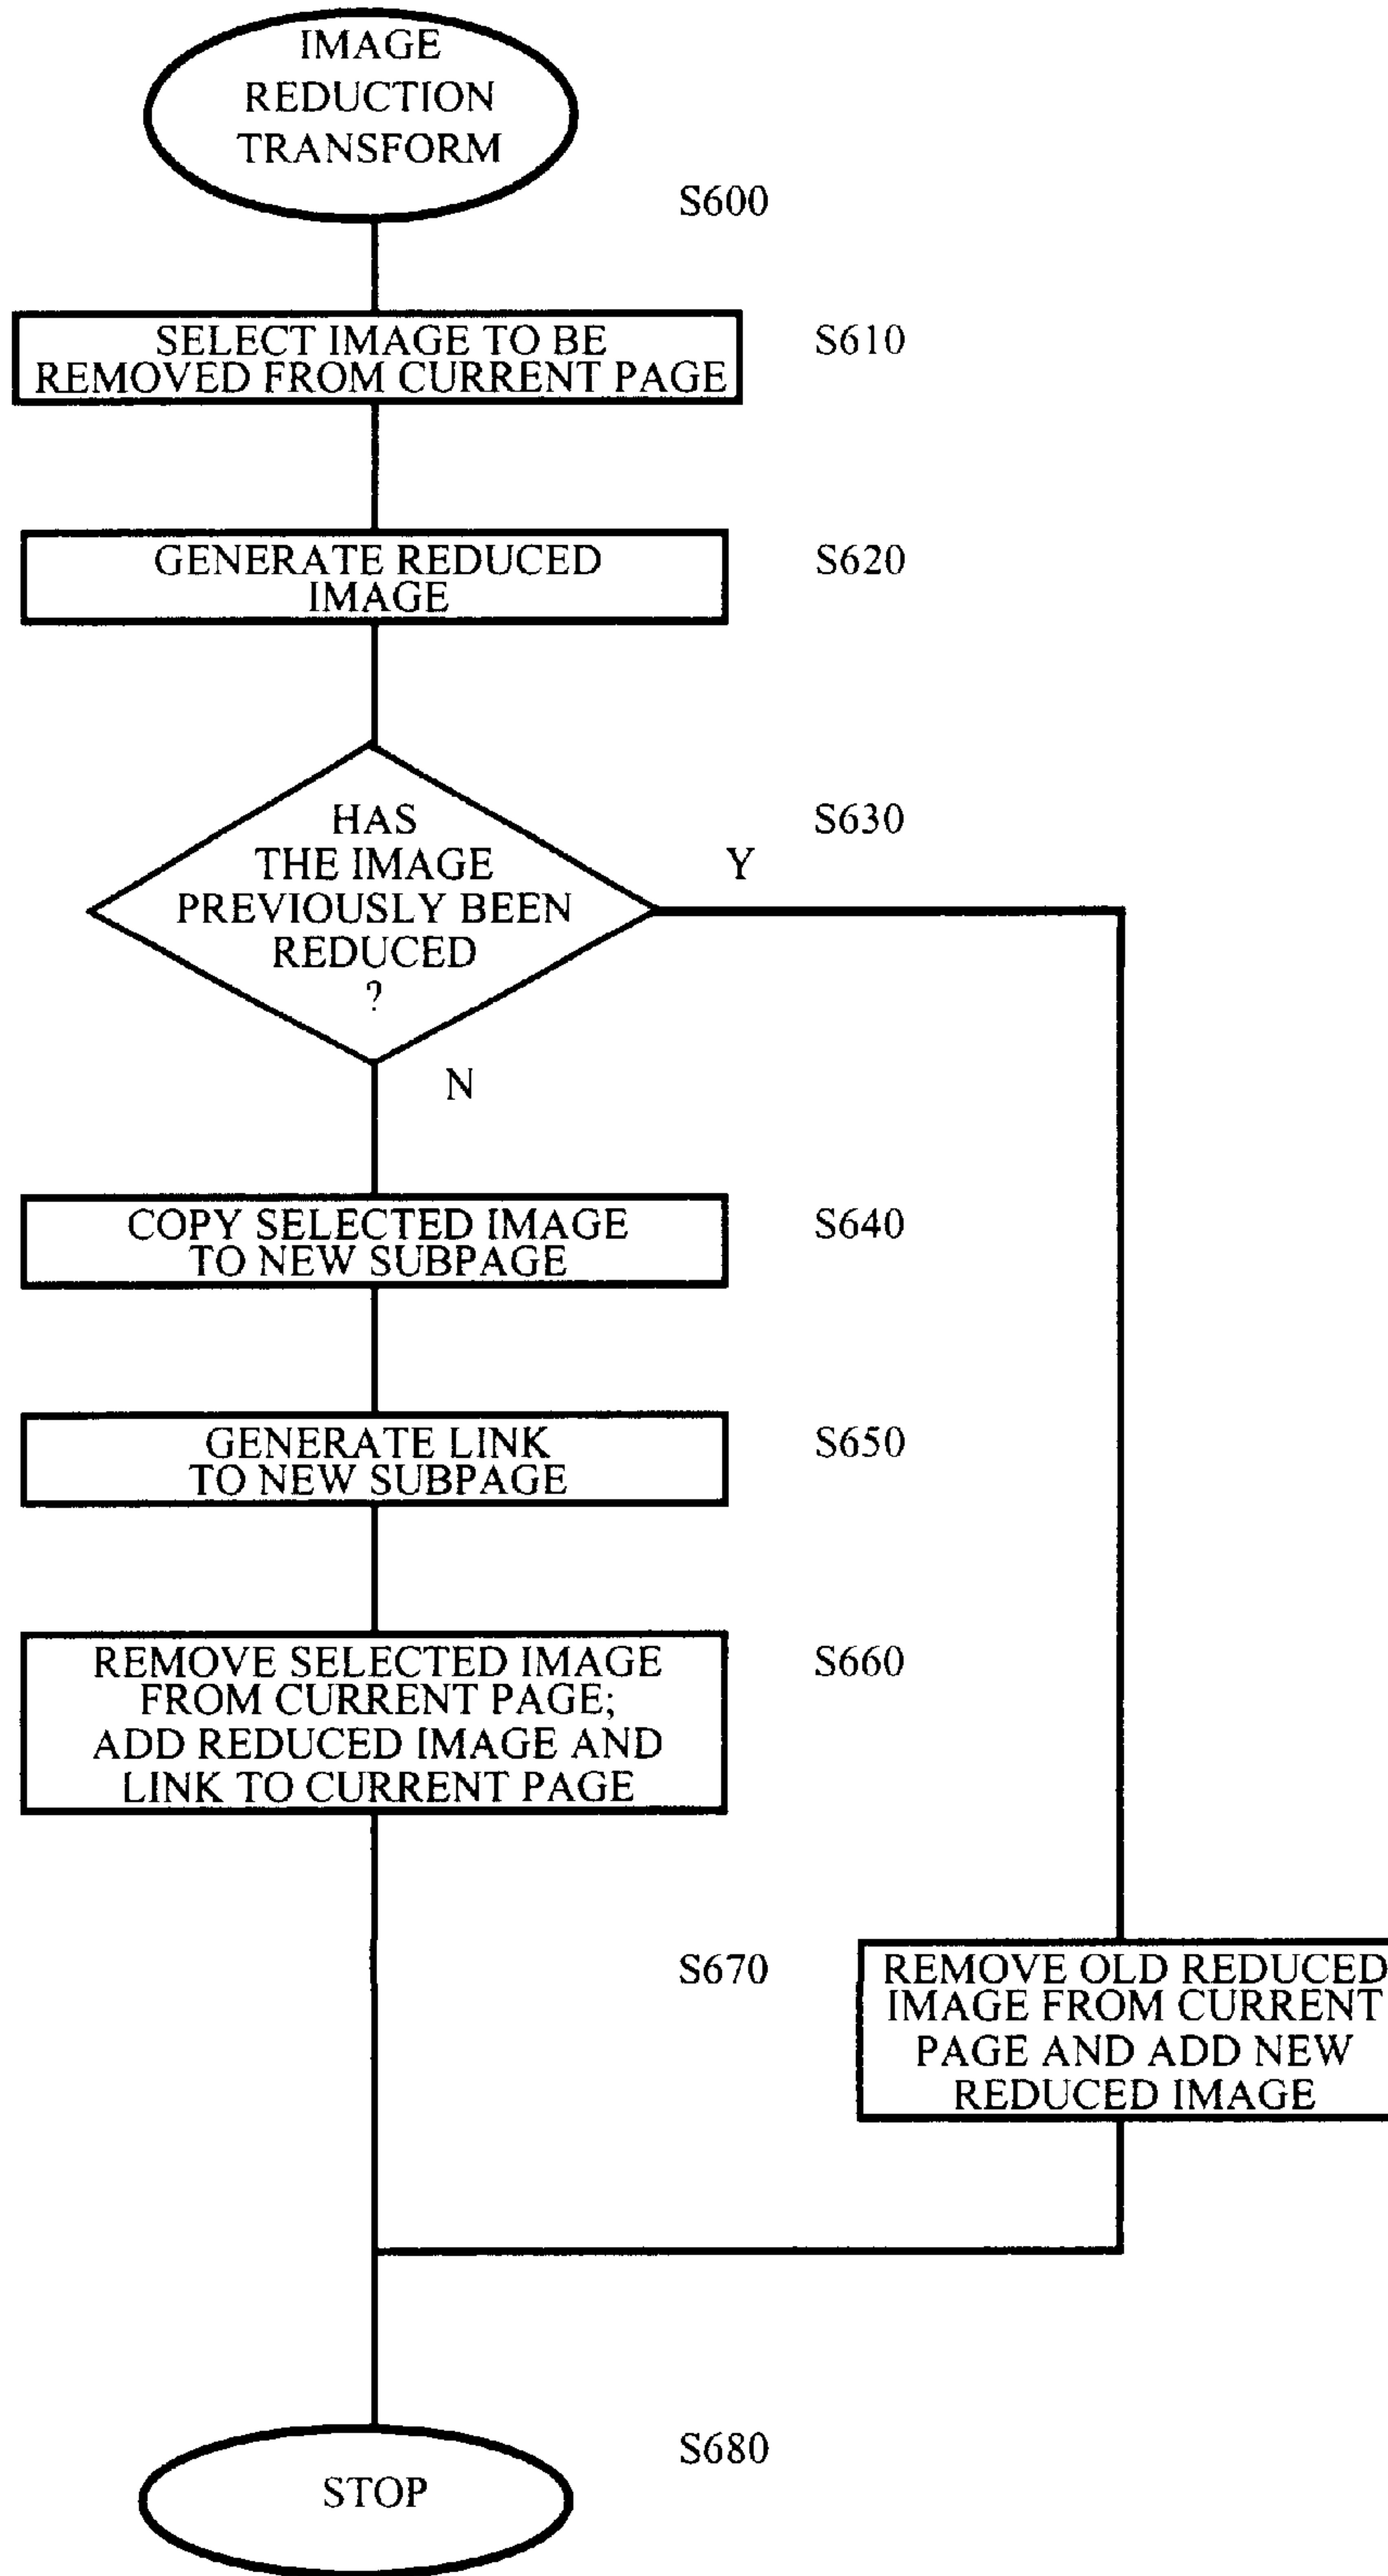 IMAGE
REDUCTION
TRANSFORM
S600
SELECT IMAGE TO BE
REMOVED FROM CURRENT PAGE
S610
GENERATE REDUCED
IMAGE
S620
HAS
THE IMAGE
PREVIOUSLY BEEN
REDUCED
?
S630
Y
N
COPY SELECTED IMAGE
TO NEW SUBPAGE
S640
GENERATE LINK
TO NEW SUBPAGE
S650
REMOVE SELECTED IMAGE
FROM CURRENT PAGE;
ADD REDUCED IMAGE AND
LINK TO CURRENT PAGE
S660
S670
REMOVE OLD REDUCED
IMAGE FROM CURRENT
PAGE AND ADD NEW
REDUCED IMAGE
STOP
S680